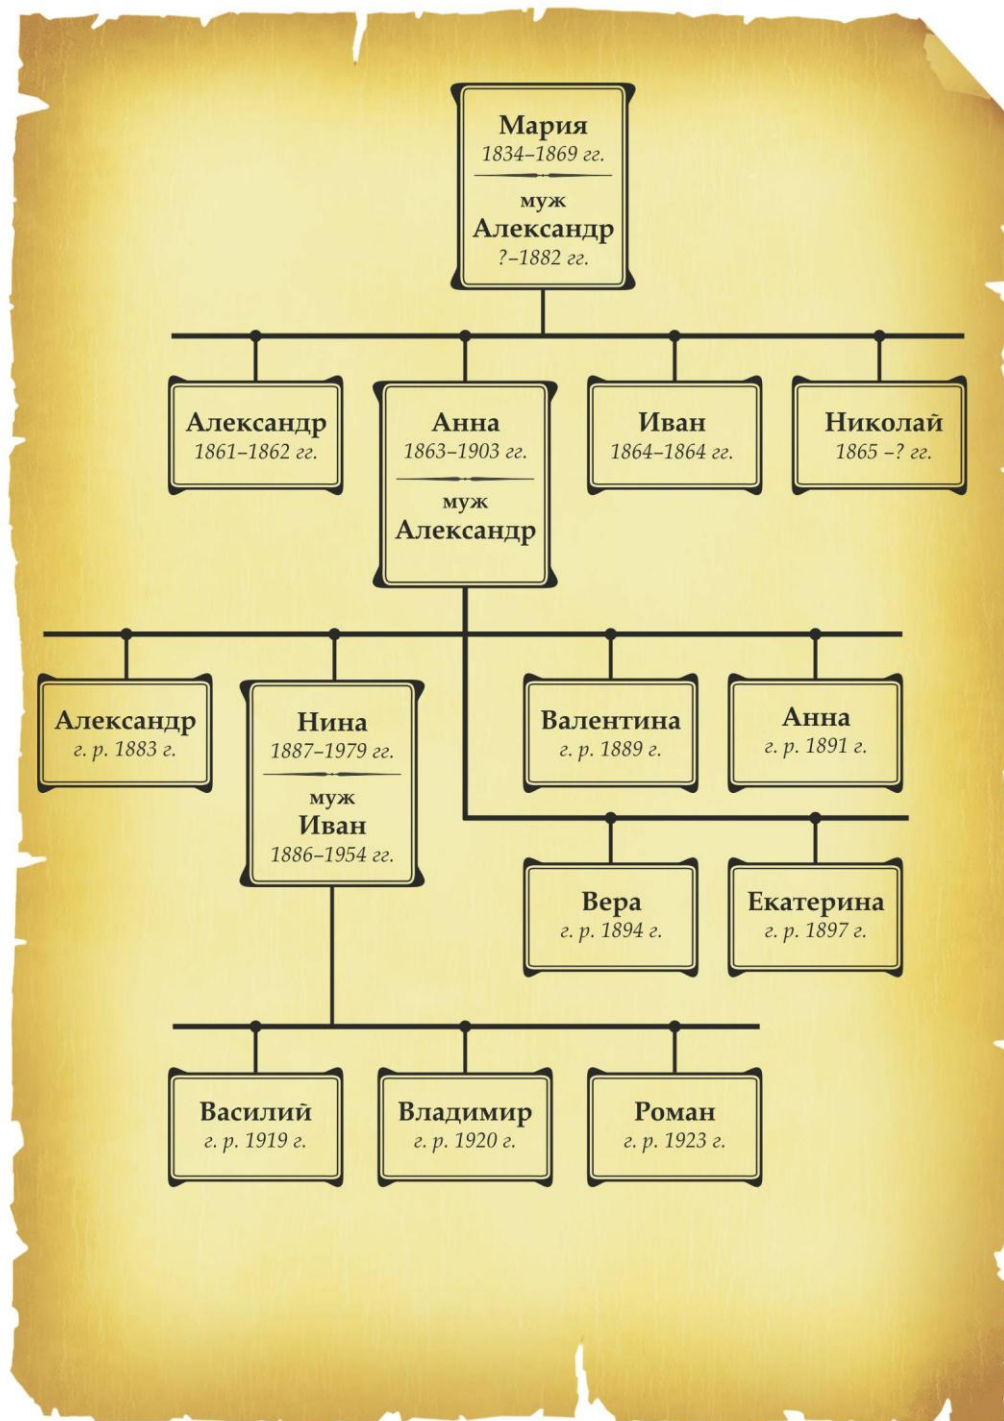 Мария
1834–1869 гг.
муж
Александр
?–1882 гг.
Александр
1861–1862 гг.
Анна
1863–1903 гг.
муж
Александр
Иван
1864–1864 гг.
Николай
1865 –? гг.
Александр
г. р. 1883 г.
Нина
1887–1979 гг.
муж
Иван
1886–1954 гг.
Валентина
г. р. 1889 г.
Анна
г. р. 1891 г.
Вера
г. р. 1894 г.
Екатерина
г. р. 1897 г.
Василий
г. р. 1919 г.
Владимир
г. р. 1920 г.
Роман
г. р. 1923 г.